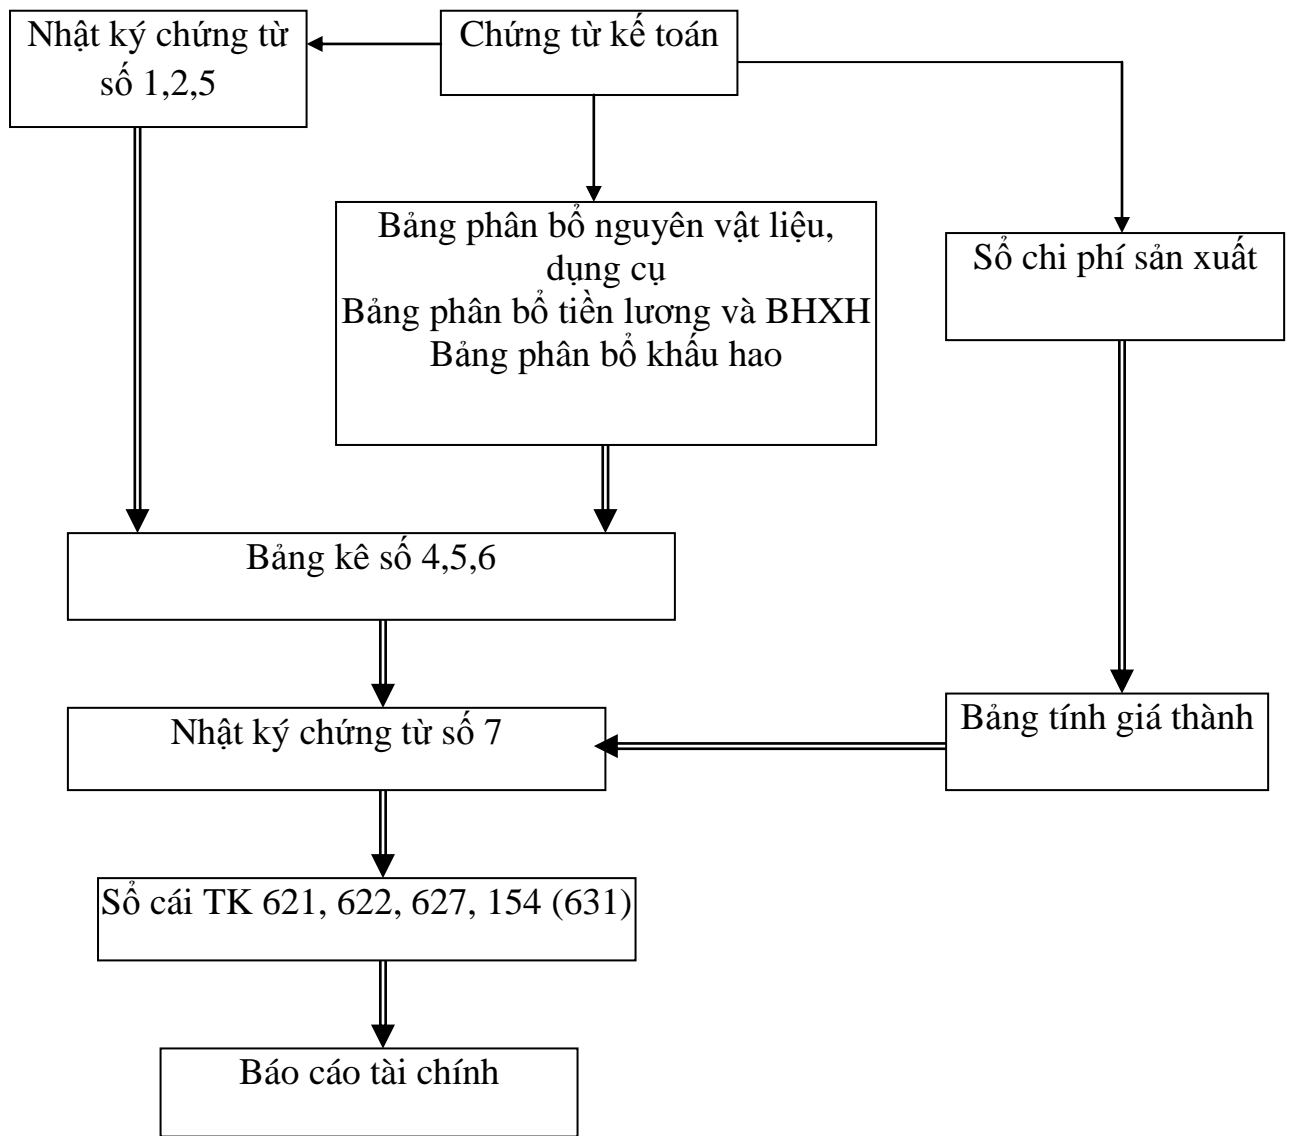 Nhật ký chứng từ
số 1,2,5
Chứng từ kế toán
Bảng phân bổ nguyên vật liệu,
dụng cụ
Bảng phân bổ tiền lương và BHXH
Bảng phân bổ khấu hao
Sổ chi phí sản xuất
Bảng kê số 4,5,6
Nhật ký chứng từ số 7
Bảng tính giá thành
Sổ cái TK 621, 622, 627, 154 (631)
Báo cáo tài chính